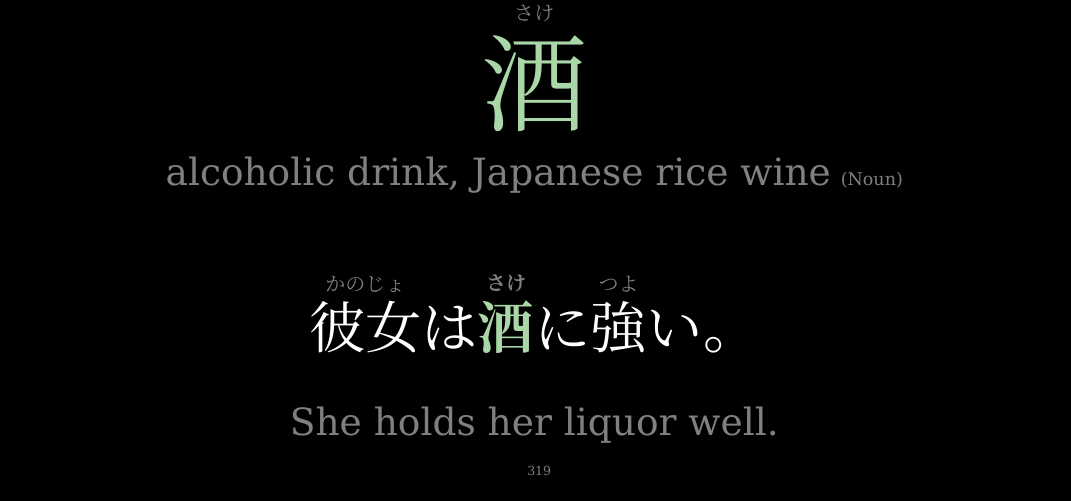 さけ
酒
alcoholic drink, Japanese rice wine (Noun)
かのじょ さけ つよ
彼女は酒に強い。
She holds her liquor well.
319